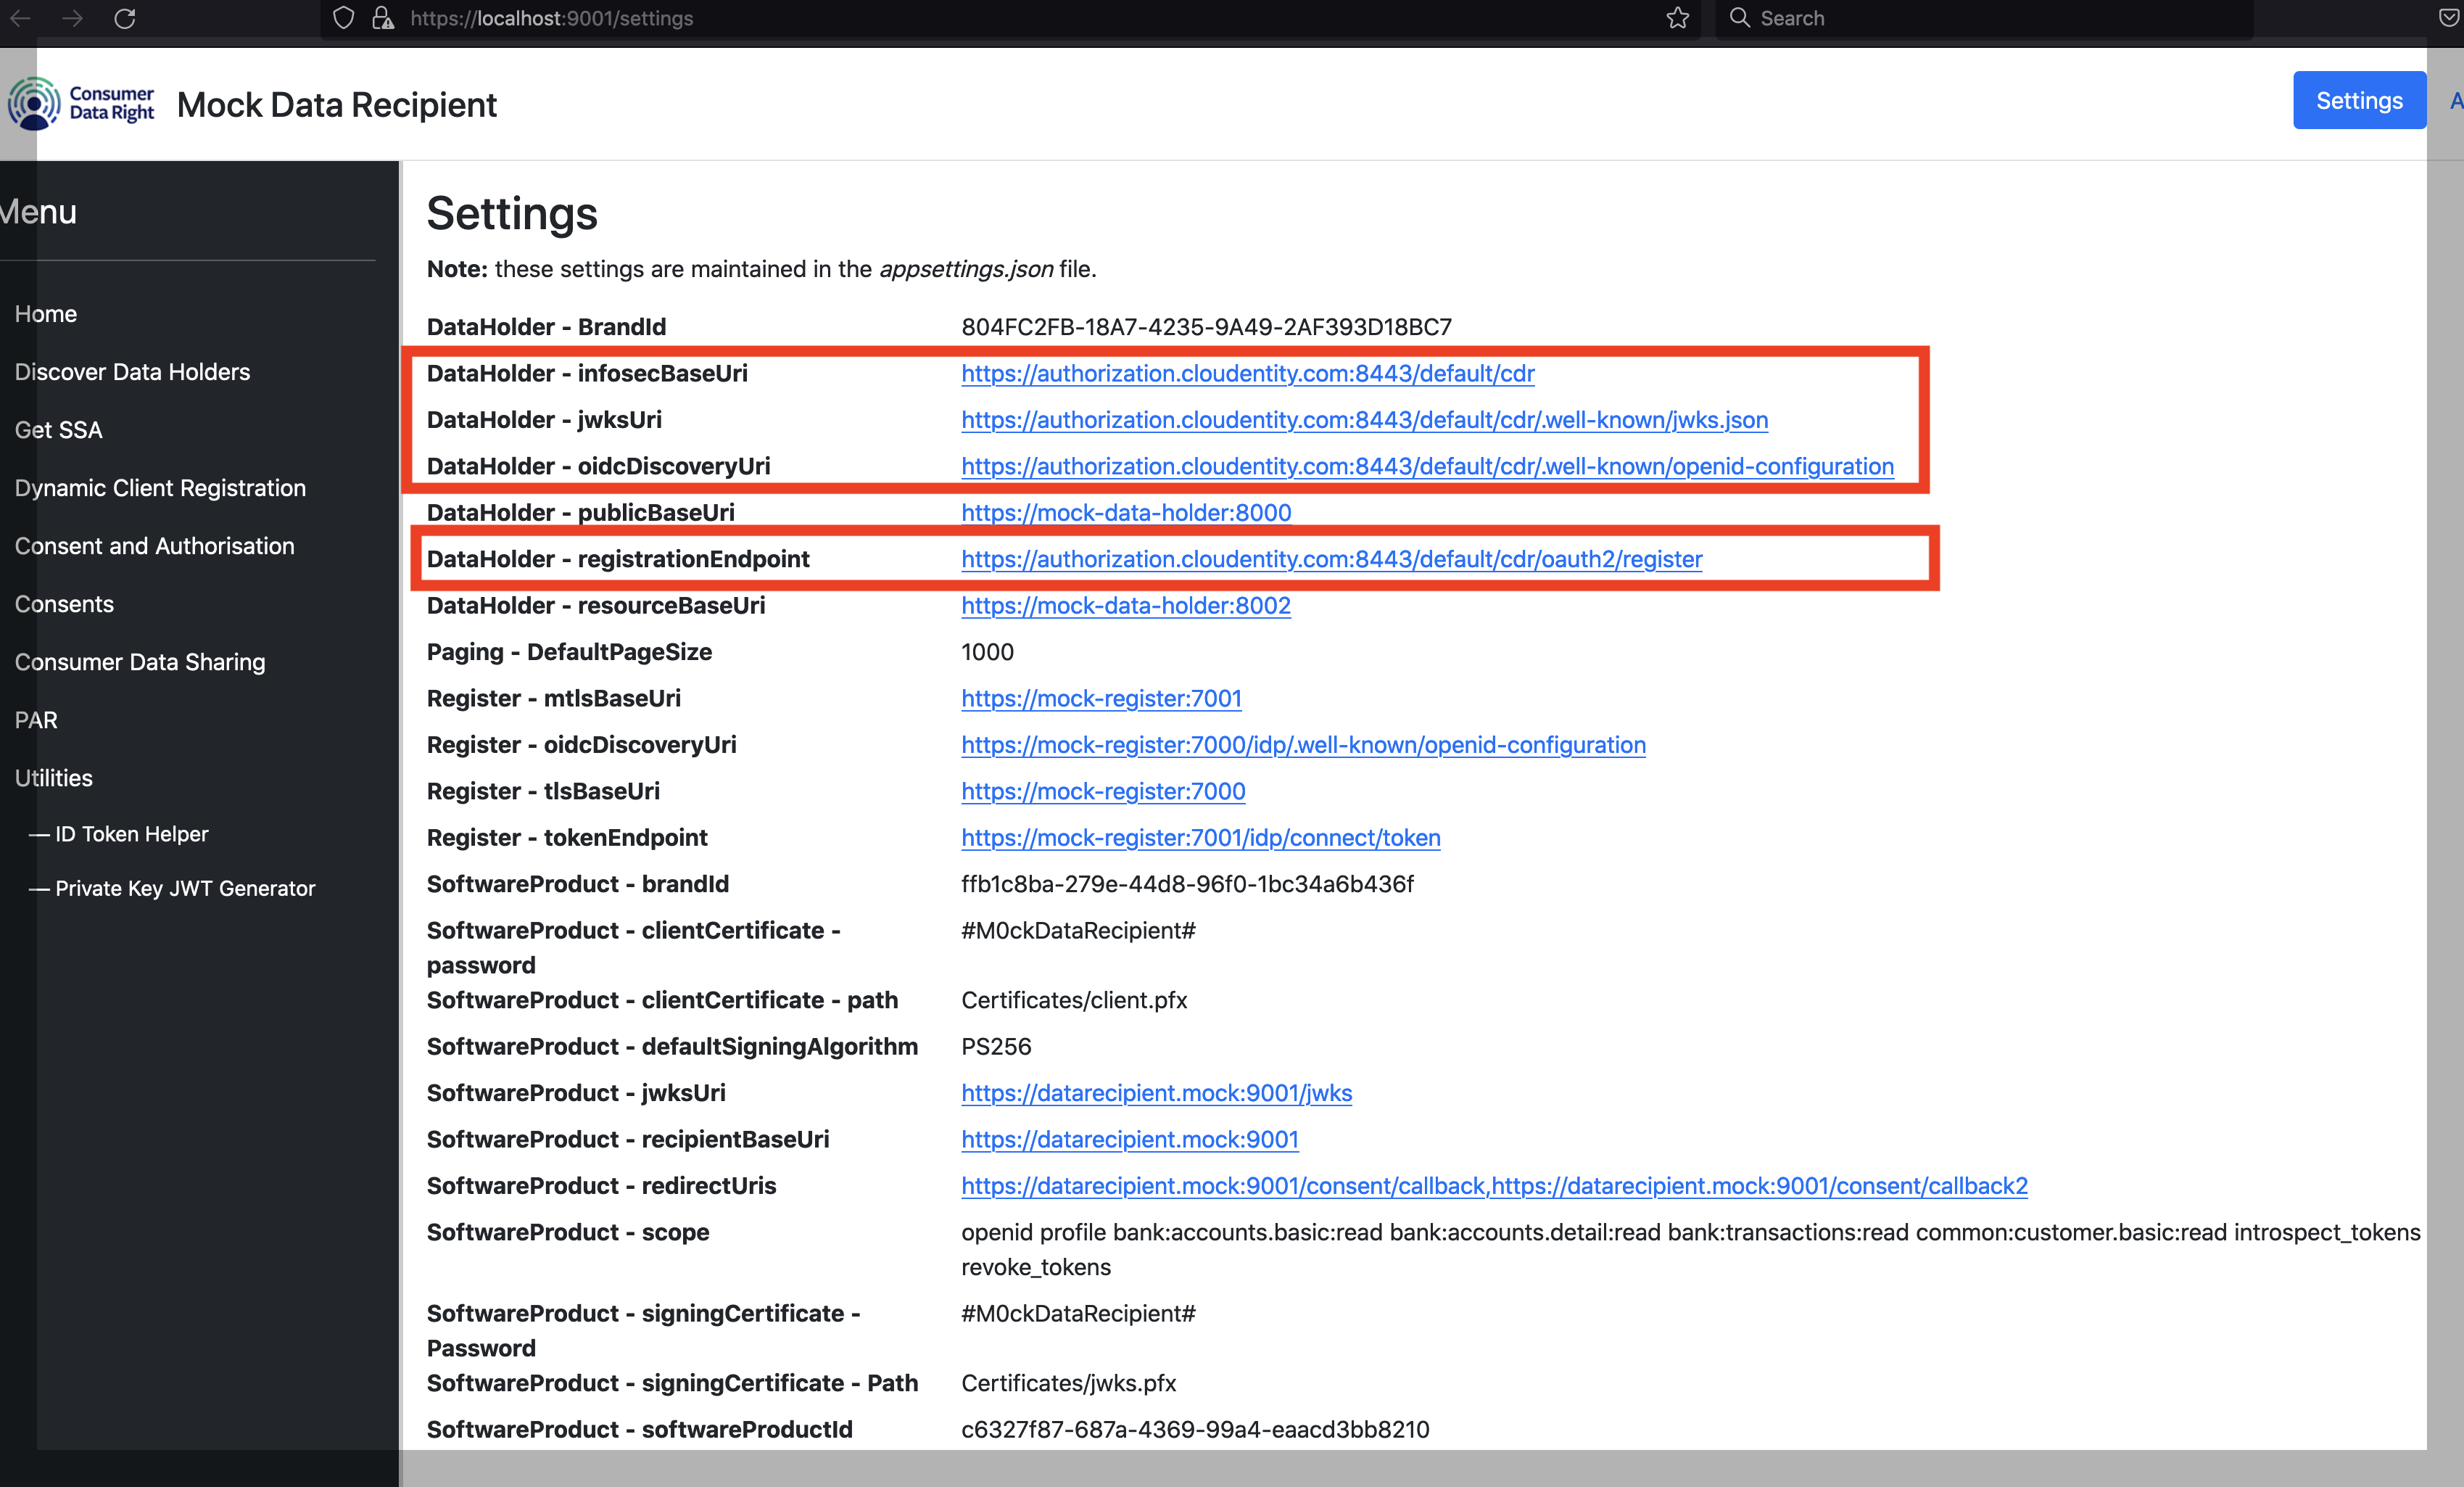 https://localhost:9001/settings
Search
Consumer
Data Right
Mock Data Recipient
Settings
A
Menu
Home
Discover Data Holders
Get SSA
Dynamic Client Registration
Consent and Authorisation
Consents
Consumer Data Sharing
PAR
Utilities
— ID Token Helper
— Private Key JWT Generator
Settings
Note: these settings are maintained in the appsettings.json file.
DataHolder - BrandId 804FC2FB-18A7-4235-9A49-2AF393D18BC7
DataHolder - infosecBaseUri https://authorization.cloudentity.com:8443/default/cdr
DataHolder - jwksUri https://authorization.cloudentity.com:8443/default/cdr/.well-known/jwks.json
DataHolder - oidcDiscoveryUri https://authorization.cloudentity.com:8443/default/cdr/.well-known/openid-configuration
DataHolder - publicBaseUri https://mock-data-holder:8000
DataHolder - registrationEndpoint https://authorization.cloudentity.com:8443/default/cdr/oauth2/register
DataHolder - resourceBaseUri https://mock-data-holder:8002
Paging - DefaultPageSize 1000
Register - mtlsBaseUri https://mock-register:7001
Register - oidcDiscoveryUri https://mock-register:7000/idp/.well-known/openid-configuration
Register - tlsBaseUri https://mock-register:7000
Register - tokenEndpoint https://mock-register:7001/idp/connect/token
SoftwareProduct - brandId ffb1c8ba-279e-44d8-96f0-1bc34a6b436f
SoftwareProduct - clientCertificate - #M0ckDataRecipient#
password
SoftwareProduct - clientCertificate - path Certificates/client.pfx
SoftwareProduct - defaultSigningAlgorithm PS256
SoftwareProduct - jwksUri https://datarecipient.mock:9001/jwks
SoftwareProduct - recipientBaseUri https://datarecipient.mock:9001
SoftwareProduct - redirectUris https://datarecipient.mock:9001/consent/callback,https://datarecipient.mock:9001/consent/callback2
SoftwareProduct - scope openid profile bank:accounts.basic:read bank:accounts.detail:read bank:transactions:read common:customer.basic:read introspect_tokens
revoke_tokens
SoftwareProduct - signingCertificate - #M0ckDataRecipient#
Password
SoftwareProduct - signingCertificate - Path Certificates/jwks.pfx
SoftwareProduct - softwareProductId c6327f87-687a-4369-99a4-eaacd3bb8210